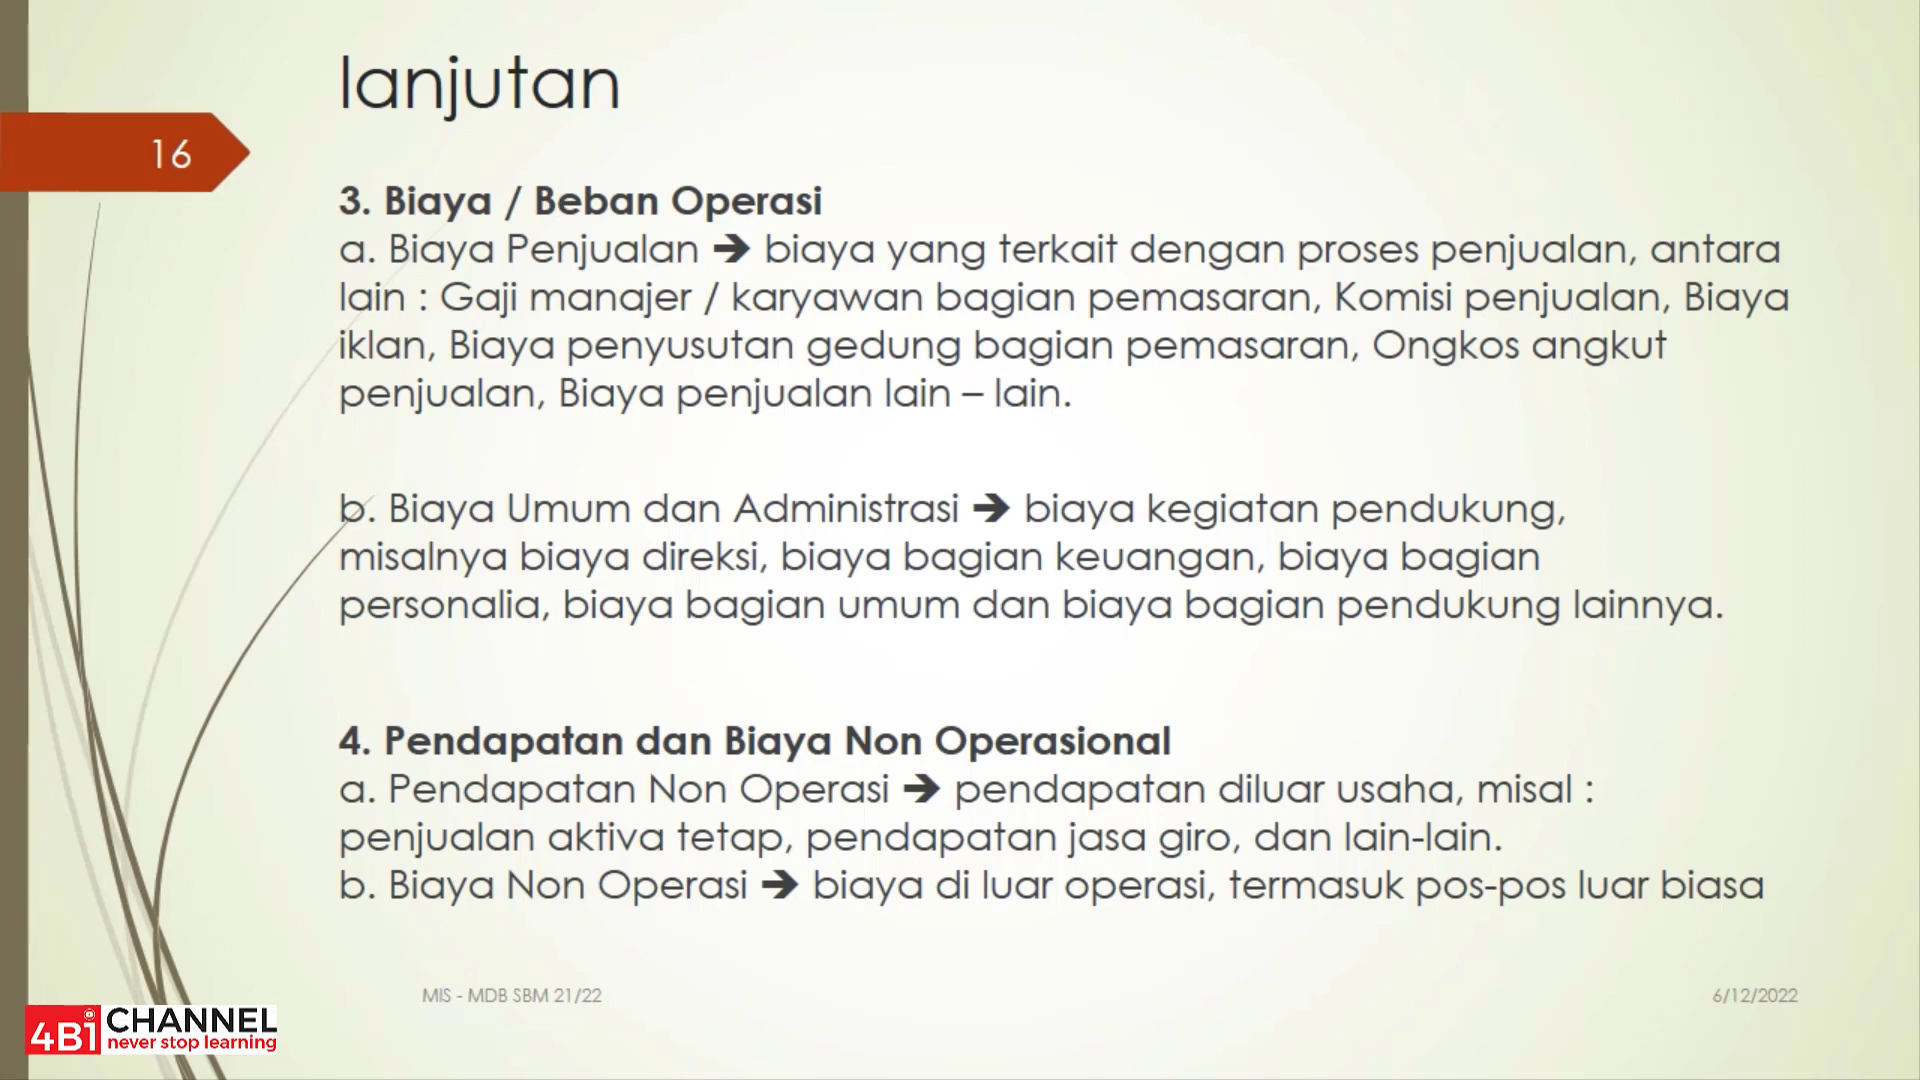 lanjutan
16
3. Biaya / Beban Operasi
a. Biaya Penjualan ➔ biaya yang terkait dengan proses penjualan, antara
lain : Gaji manajer / karyawan bagian pemasaran, Komisi penjualan, Biaya
iklan, Biaya penyusutan gedung bagian pemasaran, Ongkos angkut
penjualan, Biaya penjualan lain – lain.
b. Biaya Umum dan Administrasi ➔ biaya kegiatan pendukung,
misalnya biaya direksi, biaya bagian keuangan, biaya bagian
personalia, biaya bagian umum dan biaya bagian pendukung lainnya.
4. Pendapatan dan Biaya Non Operasional
a. Pendapatan Non Operasi ➔ pendapatan diluar usaha, misal :
penjualan aktiva tetap, pendapatan jasa giro, dan lain-lain.
b. Biaya Non Operasi ➔ biaya di luar operasi, termasuk pos-pos luar biasa
MIS - MDB SBM 21/22
6/12/2022
4Bi CHANNEL
never stop learning